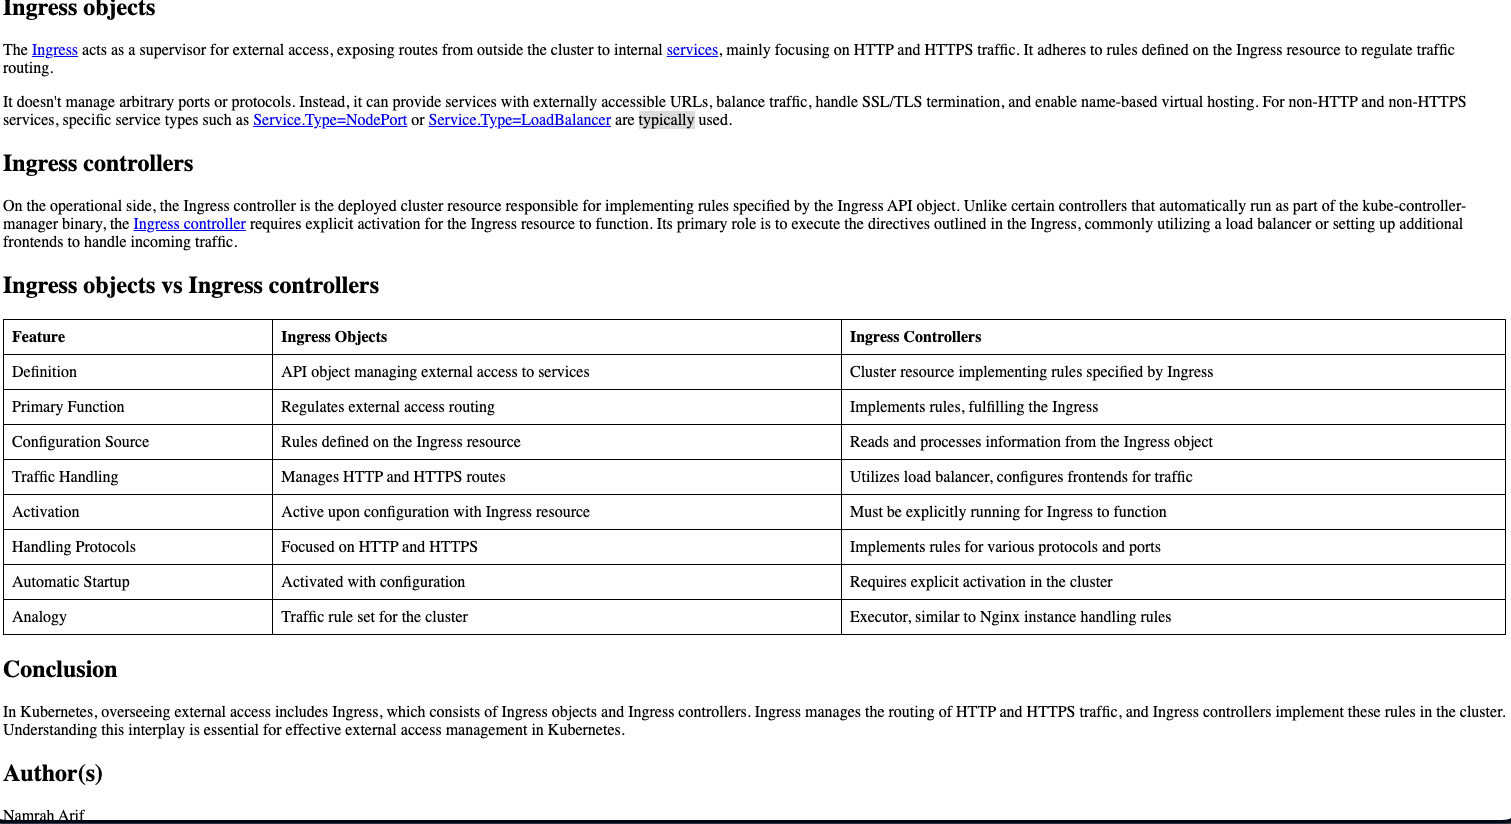 Ingress objects
The Ingress acts as a supervisor for external access, exposing routes from outside the cluster to internal services, mainly focusing on HTTP and HTTPS traffic. It adheres to rules defined on the Ingress resource to regulate traffic
routing.
It doesn't manage arbitrary ports or protocols. Instead, it can provide services with externally accessible URLs, balance traffic, handle SSL/TLS termination, and enable name-based virtual hosting. For non-HTTP and non-HTTPS
services, specific service types such as Service.Type=NodePort or Service.Type=LoadBalancer are typically used.
Ingress controllers
On the operational side, the Ingress controller is the deployed cluster resource responsible for implementing rules specified by the Ingress API object. Unlike certain controllers that automatically run as part of the kube-controller-
manager binary, the Ingress controller requires explicit activation for the Ingress resource to function. Its primary role is to execute the directives outlined in the Ingress, commonly utilizing a load balancer or setting up additional
frontends to handle incoming traffic.
Ingress objects vs Ingress controllers
Feature Ingress Objects Ingress Controllers
Definition API object managing external access to services Cluster resource implementing rules specified by Ingress
Primary Function Regulates external access routing Implements rules, fulfilling the Ingress
Configuration Source Rules defined on the Ingress resource Reads and processes information from the Ingress object
Traffic Handling Manages HTTP and HTTPS routes Utilizes load balancer, configures frontends for traffic
Activation Active upon configuration with Ingress resource Must be explicitly running for Ingress to function
Handling Protocols Focused on HTTP and HTTPS Implements rules for various protocols and ports
Automatic Startup Activated with configuration Requires explicit activation in the cluster
Analogy Traffic rule set for the cluster Executor, similar to Nginx instance handling rules
Conclusion
In Kubernetes, overseeing external access includes Ingress, which consists of Ingress objects and Ingress controllers. Ingress manages the routing of HTTP and HTTPS traffic, and Ingress controllers implement these rules in the cluster.
Understanding this interplay is essential for effective external access management in Kubernetes.
Author(s)
Namrah Arif